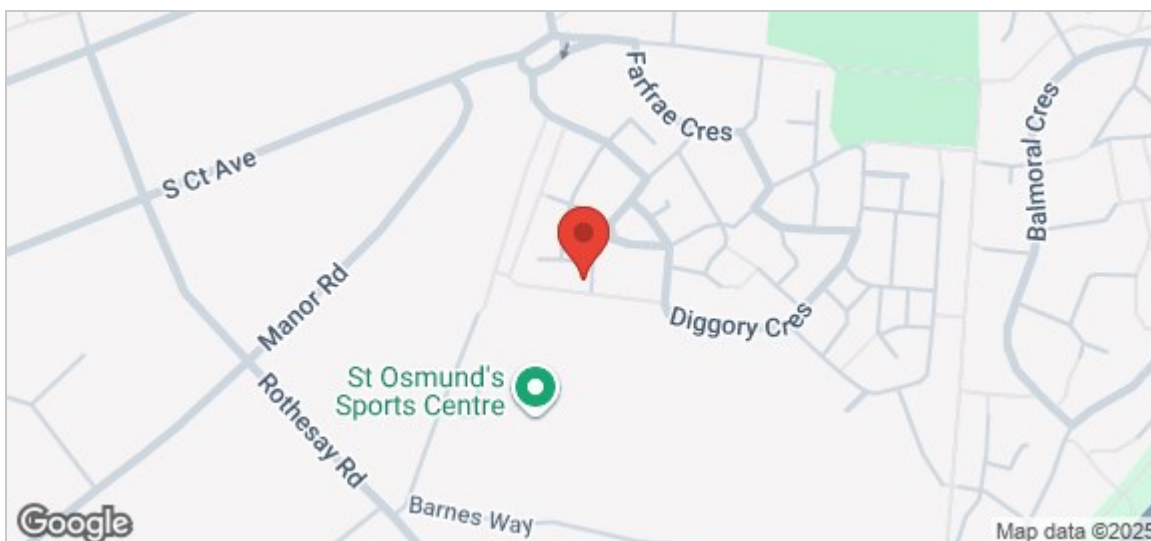 Farfrae Cres
S Ct Ave
Balmoral Cres
Manor Rd
Diggory Cres
St Osmund's
Sports Centre
Rothesay Rd
Barnes Way
Google
Map data ©2025